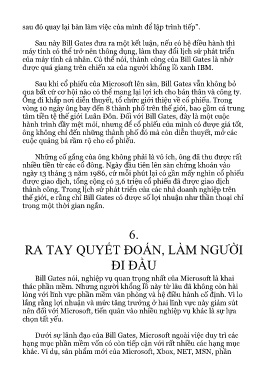 sau đó quay lại bàn làm việc của mình để lập trình tiếp”.
Sau này Bill Gates đưa ra một kết luận, nếu có hệ điều hành thì
máy tính có thể trở nên thông dụng, làm thay đổi lịch sử phát triển
của máy tính cá nhân. Có thể nói, thành công của Bill Gates là nhờ
được quá giang trên chiến xa của người khổng lồ xanh IBM.
Sau khi cổ phiếu của Microsoft lên sàn, Bill Gates vẫn không bỏ
qua bất cứ cơ hội nào có thể mang lại lợi ích cho bản thân và công ty.
Ông đi khắp nơi diễn thuyết, tổ chức giới thiệu về cổ phiếu. Trong
vòng 10 ngày ông bay đến 8 thành phố trên thế giới, bao gồm cả trung
tâm tiền tệ thế giới Luân Đôn. Đối với Bill Gates, đây là một cuộc
hành trình đầy mệt mỏi, nhưng để cổ phiếu của mình có được giá tốt,
ông không chỉ đến những thành phố đó mà còn diễn thuyết, mở các
cuộc quảng bá rầm rộ cho cổ phiếu.
Những cố gắng của ông không phải là vô ích, ông đã thu được rất
nhiều tiền từ các cổ đông. Ngày đầu tiên lên sàn chứng khoán vào
ngày 13 tháng 3 năm 1986, cứ mỗi phút lại có gần mấy nghìn cổ phiếu
được giao dịch, tổng cộng có 3,6 triệu cổ phiếu đã được giao dịch
thành công. Trong lịch sử phát triển của các nhà doanh nghiệp trên
thế giới, e rằng chỉ Bill Gates có được số lợi nhuận như thần thoại chỉ
trong một thời gian ngắn.
6.
RA TAY QUYẾT ĐOÁN, LÀM NGƯỜI
ĐI ĐẦU
Bill Gates nói, nghiệp vụ quan trọng nhất của Microsoft là khai
thác phần mềm. Nhưng người khổng lồ này từ lâu đã không còn hài
lòng với lĩnh vực phần mềm văn phòng và hệ điều hành cố định. Vì lo
lắng rằng lợi nhuận và mức tăng trưởng ở hai lĩnh vực này giám sút
nên đối với Microsoft, tiến quân vào nhiều nghiệp vụ khác là sự lựa
chọn tất yếu.
Dưới sự lãnh đạo của Bill Gates, Microsoft ngoài việc duy trì các
hạng mục phần mềm vốn có còn tiếp cận với rất nhiều các hạng mục
khác. Ví dụ, sản phẩm mới của Microsoft, Xbox, NET, MSN, phần